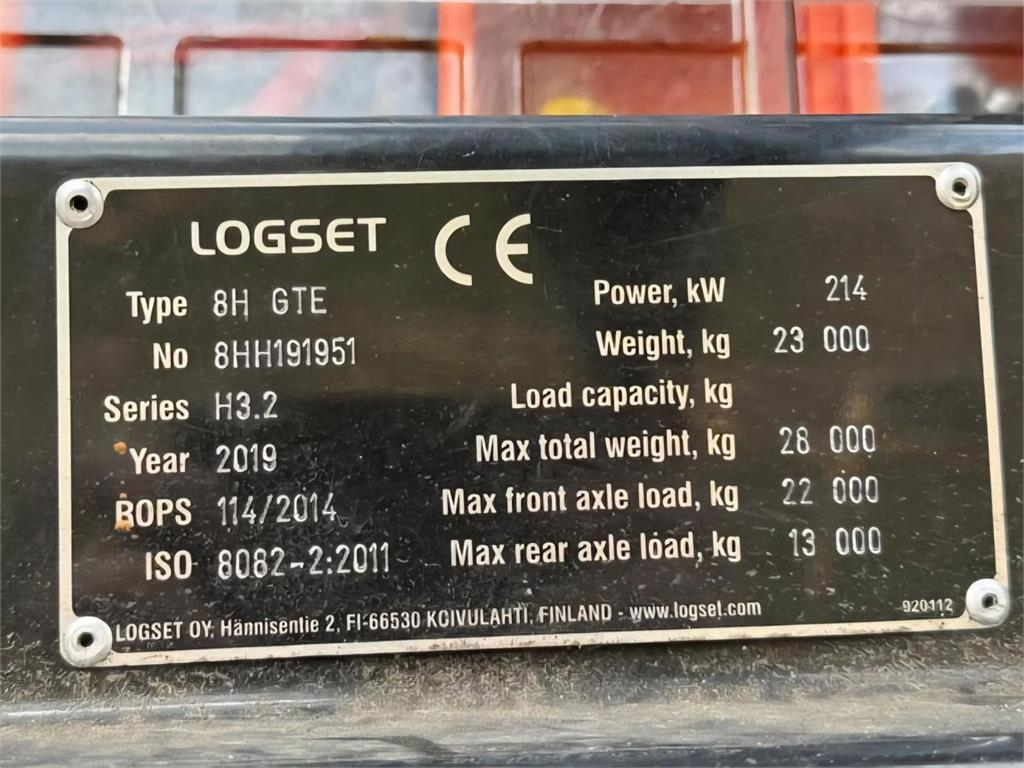 LOGSET CE
Type 8H GTE
No 8HH191951
Series H3.2
Year 2019
ROPS 114/2014
ISO 8082-2:2011
Power, kW 214
Weight, kg 23 000
Load capacity, kg
Max total weight, kg 28 000
Max front axle load, kg 22 000
Max rear axle load, kg 13 000
LOGSET OY, Hännisentie 2, FI-66530 KOIVULAHTI, FINLAND - www.logset.com
920112